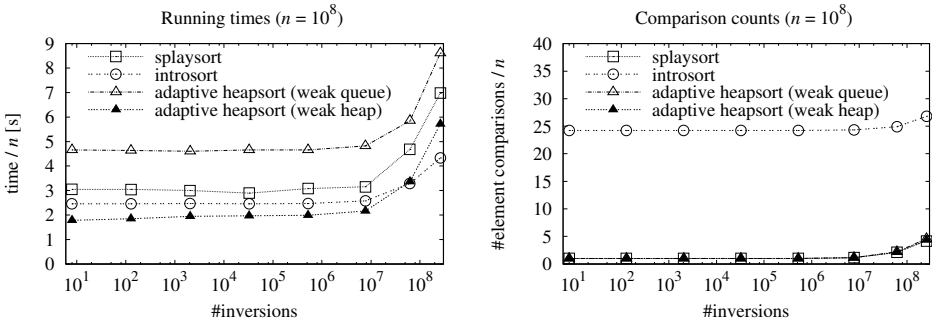 Running times (n = 10^8)
time / n [s]
9
8
7
6
5
4
3
2
1
0
splaysort
introsort
adaptive heapsort (weak queue)
adaptive heapsort (weak heap)
10^1 10^2 10^3 10^4 10^5 10^6 10^7 10^8
#inversions
Comparison counts (n = 10^8)
#element comparisons / n
40
35
30
25
20
15
10
5
0
splaysort
introsort
adaptive heapsort (weak queue)
adaptive heapsort (weak heap)
10^1 10^2 10^3 10^4 10^5 10^6 10^7 10^8
#inversions